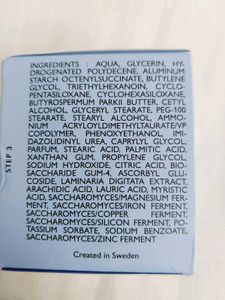 INGREDIENTS : AQUA, GLYCERIN, HY-
DROGENATED POLYDECENE, ALUMINUM
STARCH OCTENYLSUCCINATE, BUTYLENE
GLYCOL, TRIETHYLHEXANOIN, CYCLO-
PENTASILOXANE, CYCLOHEXASILOXANE,
BUTYROSPERMUM PARKII BUTTER, CETYL
ALCOHOL, GLYCERYL STEARATE, PEG-100
STEARATE, STEARYL ALCOHOL, AMMO-
NIUM ACRYLOYLDIMETHYLTAURATE/VP
COPOLYMER, PHENOXYETHANOL, IMI-
DAZOLIDINYL UREA, CAPRYLYL GLYCOL,
PARFUM, STEARIC ACID, PALMITIC ACID,
XANTHAN GUM, PROPYLENE GLYCOL,
SODIUM HYDROXIDE, CITRIC ACID, BIO-
SACCHARIDE GUM-4, ASCORBYL GLU-
COSIDE, LAMINARIA DIGITATA EXTRACT,
ARACHIDIC ACID, LAURIC ACID, MYRISTIC
ACID, SACCHAROMYCES/MAGNESIUM FER-
MENT, SACCHAROMYCES/IRON FERMENT,
SACCHAROMYCES/COPPER FERMENT,
SACCHAROMYCES/SILICON FERMENT, PO-
TASSIUM SORBATE, SODIUM BENZOATE,
SACCHAROMYCES/ZINC FERMENT
Created in Sweden
STEP 3